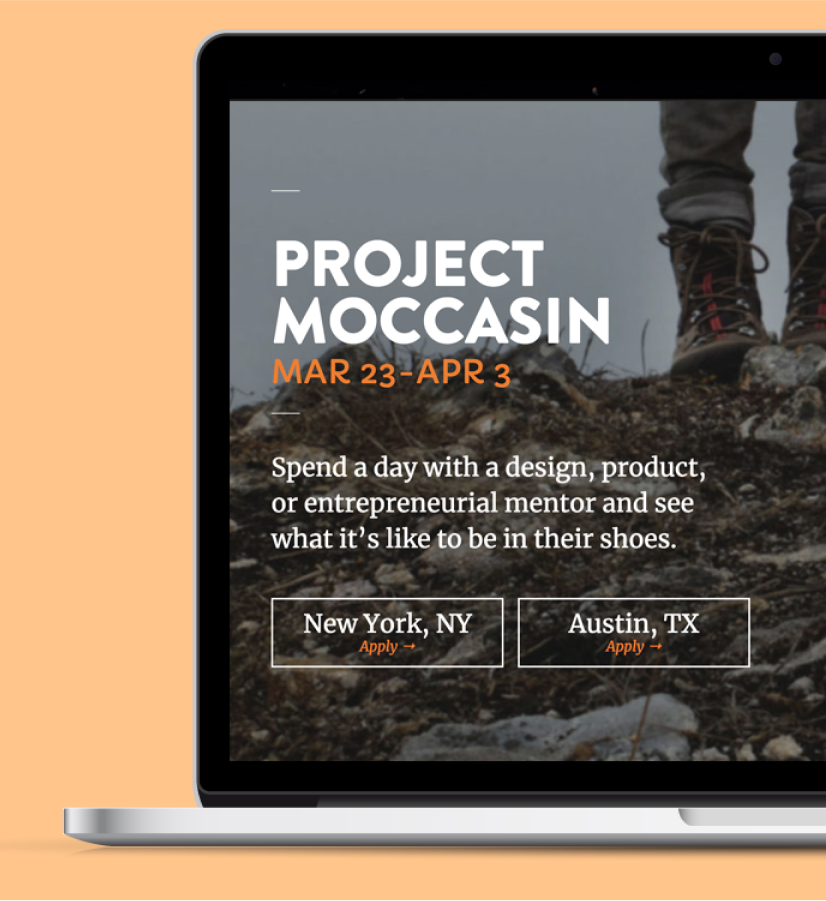 PROJECT
MOCCASIN
MAR 23-APR 3
Spend a day with a design, product,
or entrepreneurial mentor and see
what it’s like to be in their shoes.
New York, NY
Apply →
Austin, TX
Apply →